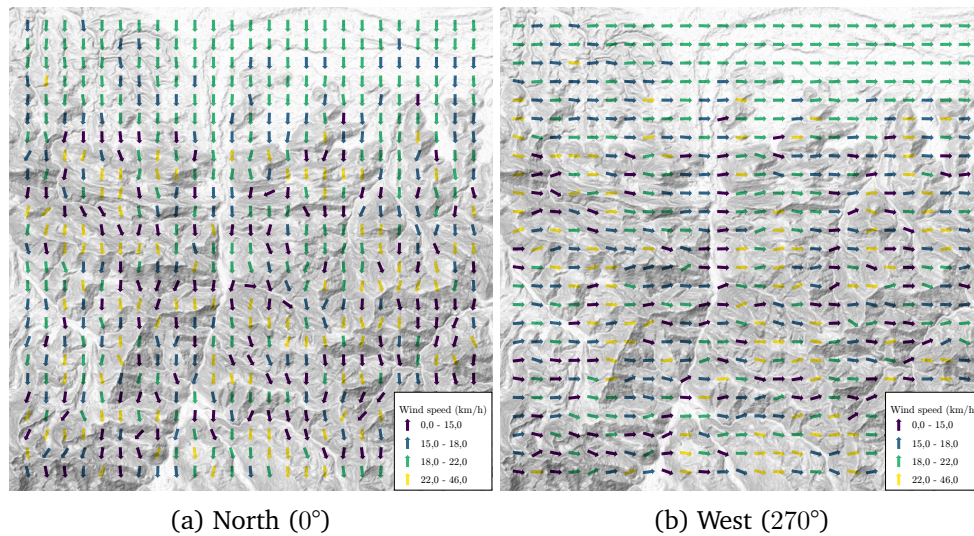 Wind speed (km/h)
0,0 - 15,0
15,0 - 18,0
18,0 - 22,0
22,0 - 46,0
Wind speed (km/h)
0,0 - 15,0
15,0 - 18,0
18,0 - 22,0
22,0 - 46,0
(a) North (0°)
(b) West (270°)